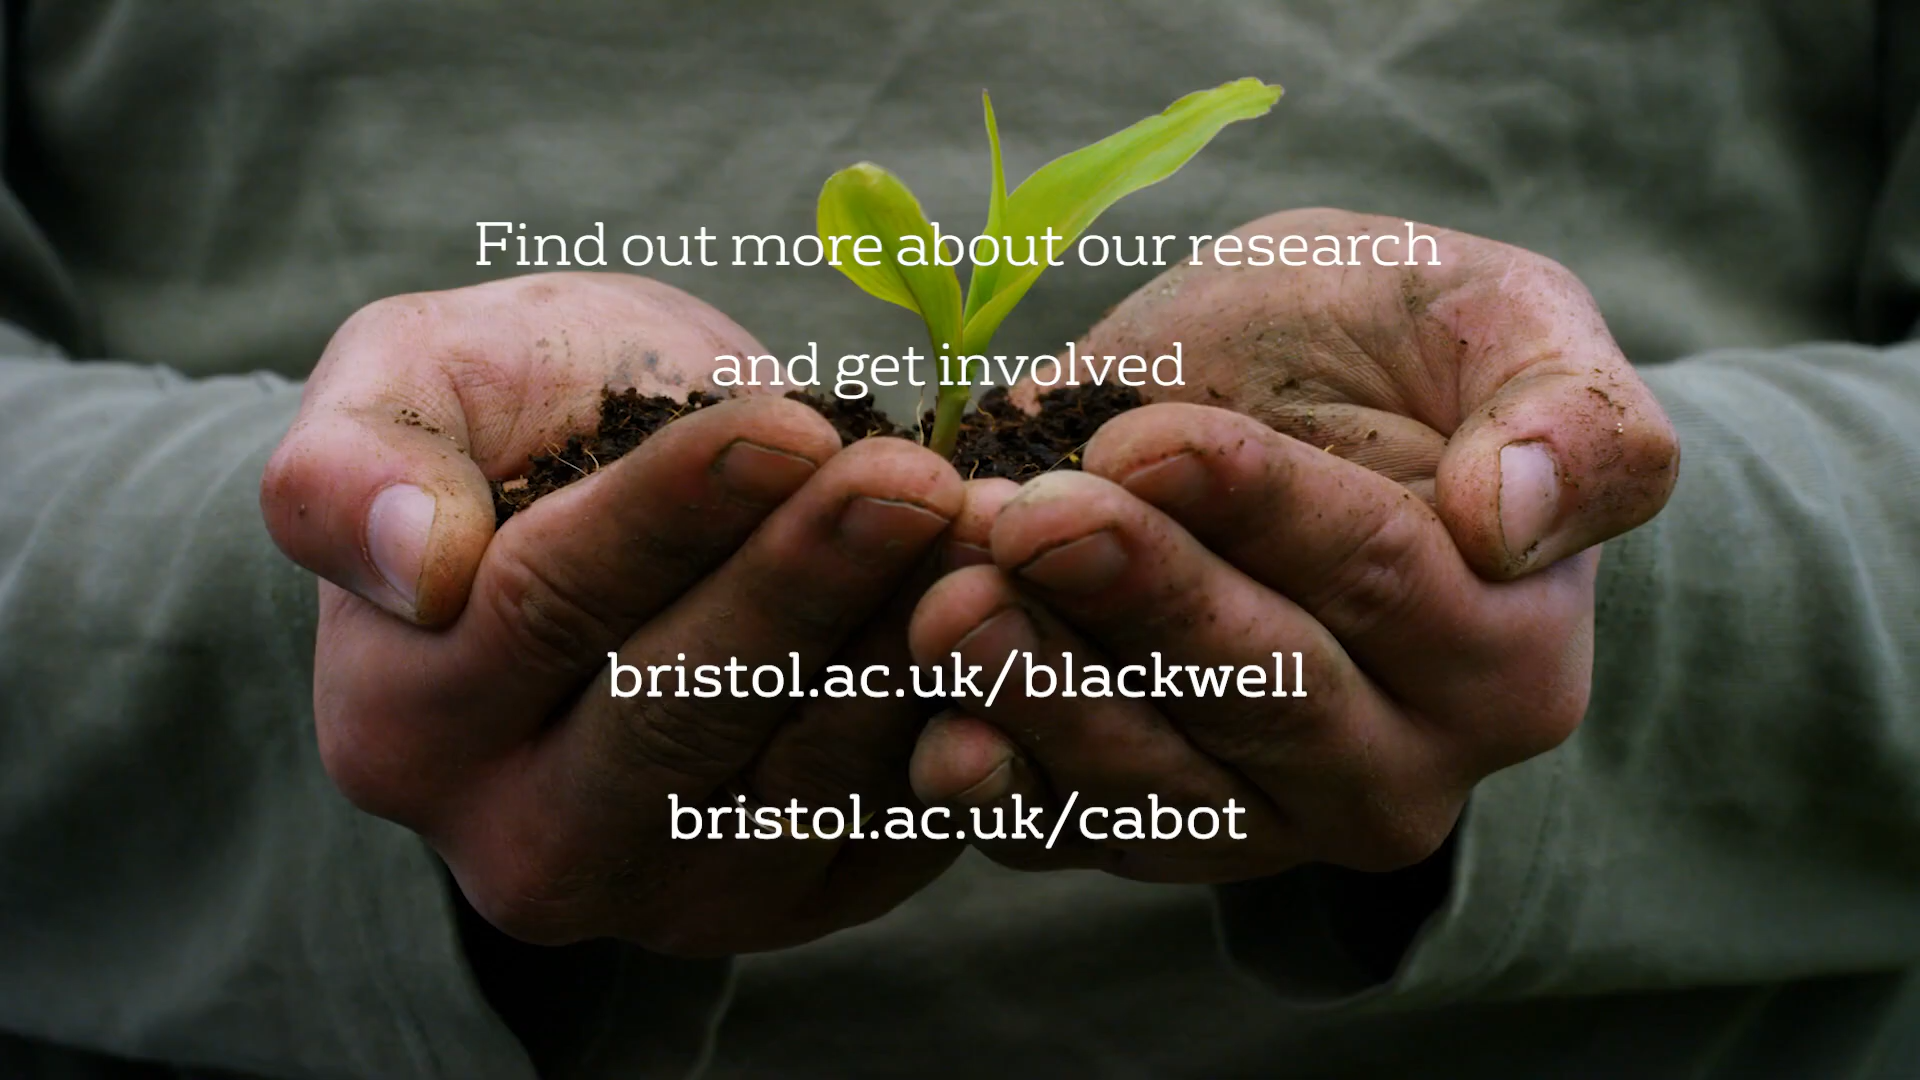 Find out more about our research
and get involved
bristol.ac.uk/blackwell
bristol.ac.uk/cabot